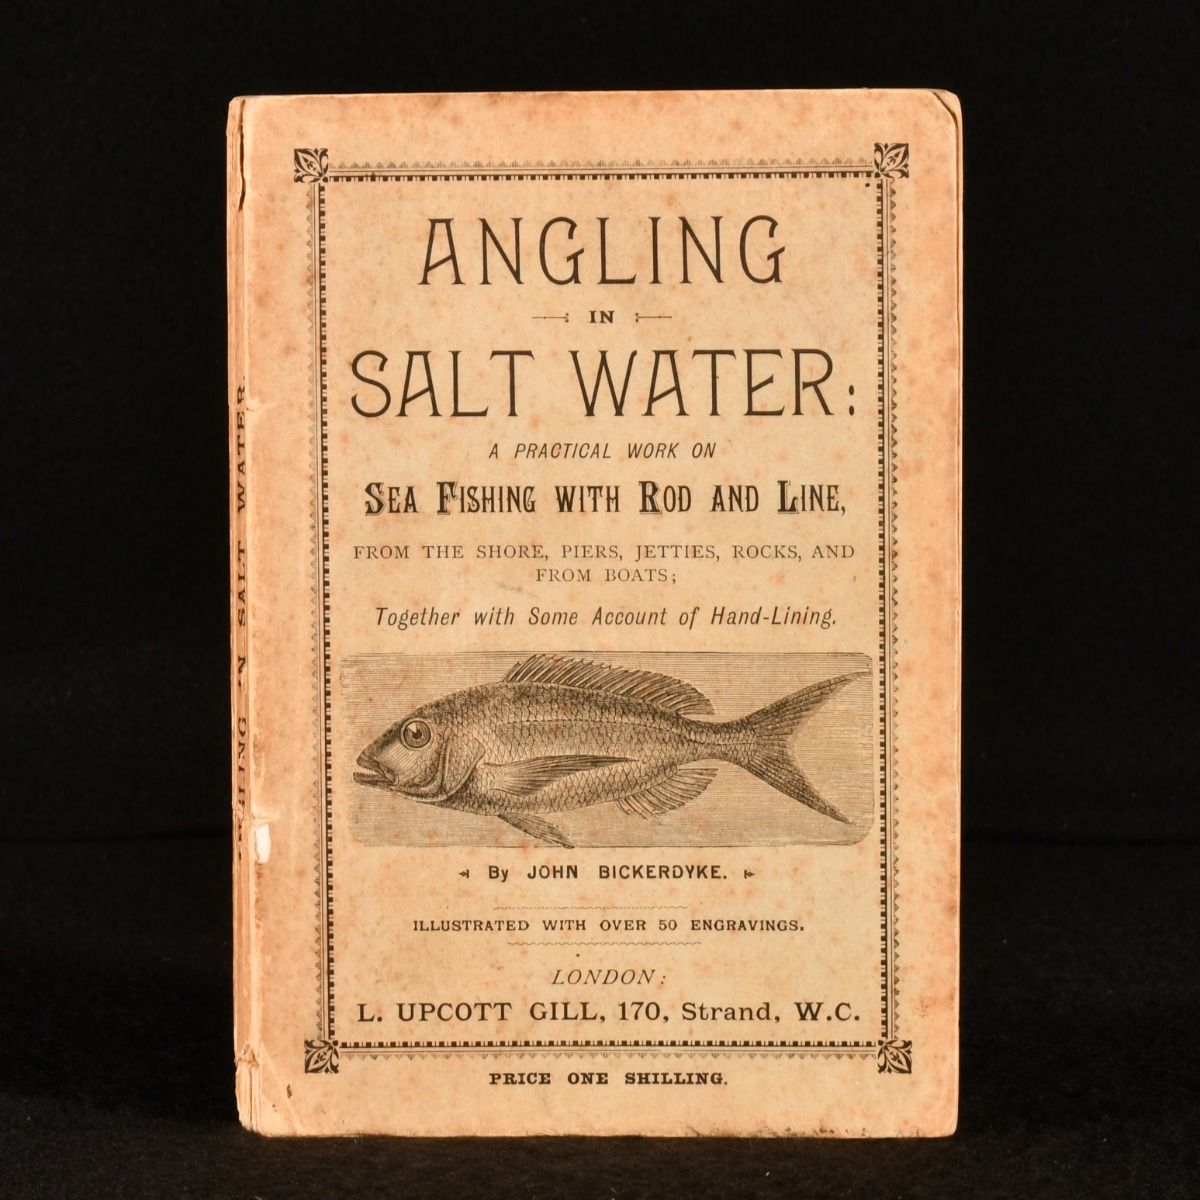 ANGLING
IN
SALT WATER:
A PRACTICAL WORK ON
SEA FISHING WITH ROD AND LINE,
FROM THE SHORE, PIERS, JETTIES, ROCKS, AND
FROM BOATS;
Together with Some Account of Hand-Lining.
By JOHN BICKERDYKE.
ILLUSTRATED WITH OVER 50 ENGRAVINGS.
LONDON:
L. UPCOTT GILL, 170, Strand, W.C.
PRICE ONE SHILLING.
SALT WATER